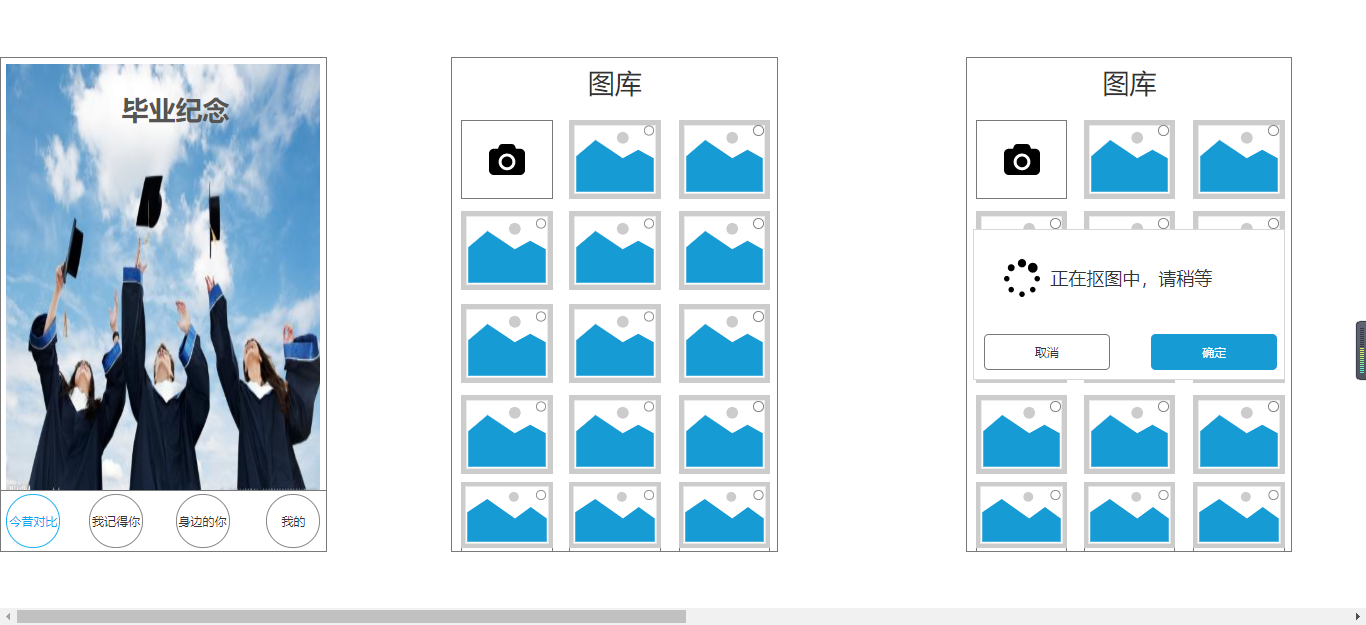 毕业纪念
今昔对比
我记得你
身边的你
我的
图库
图库
正在抠图中，请稍等
取消
确定